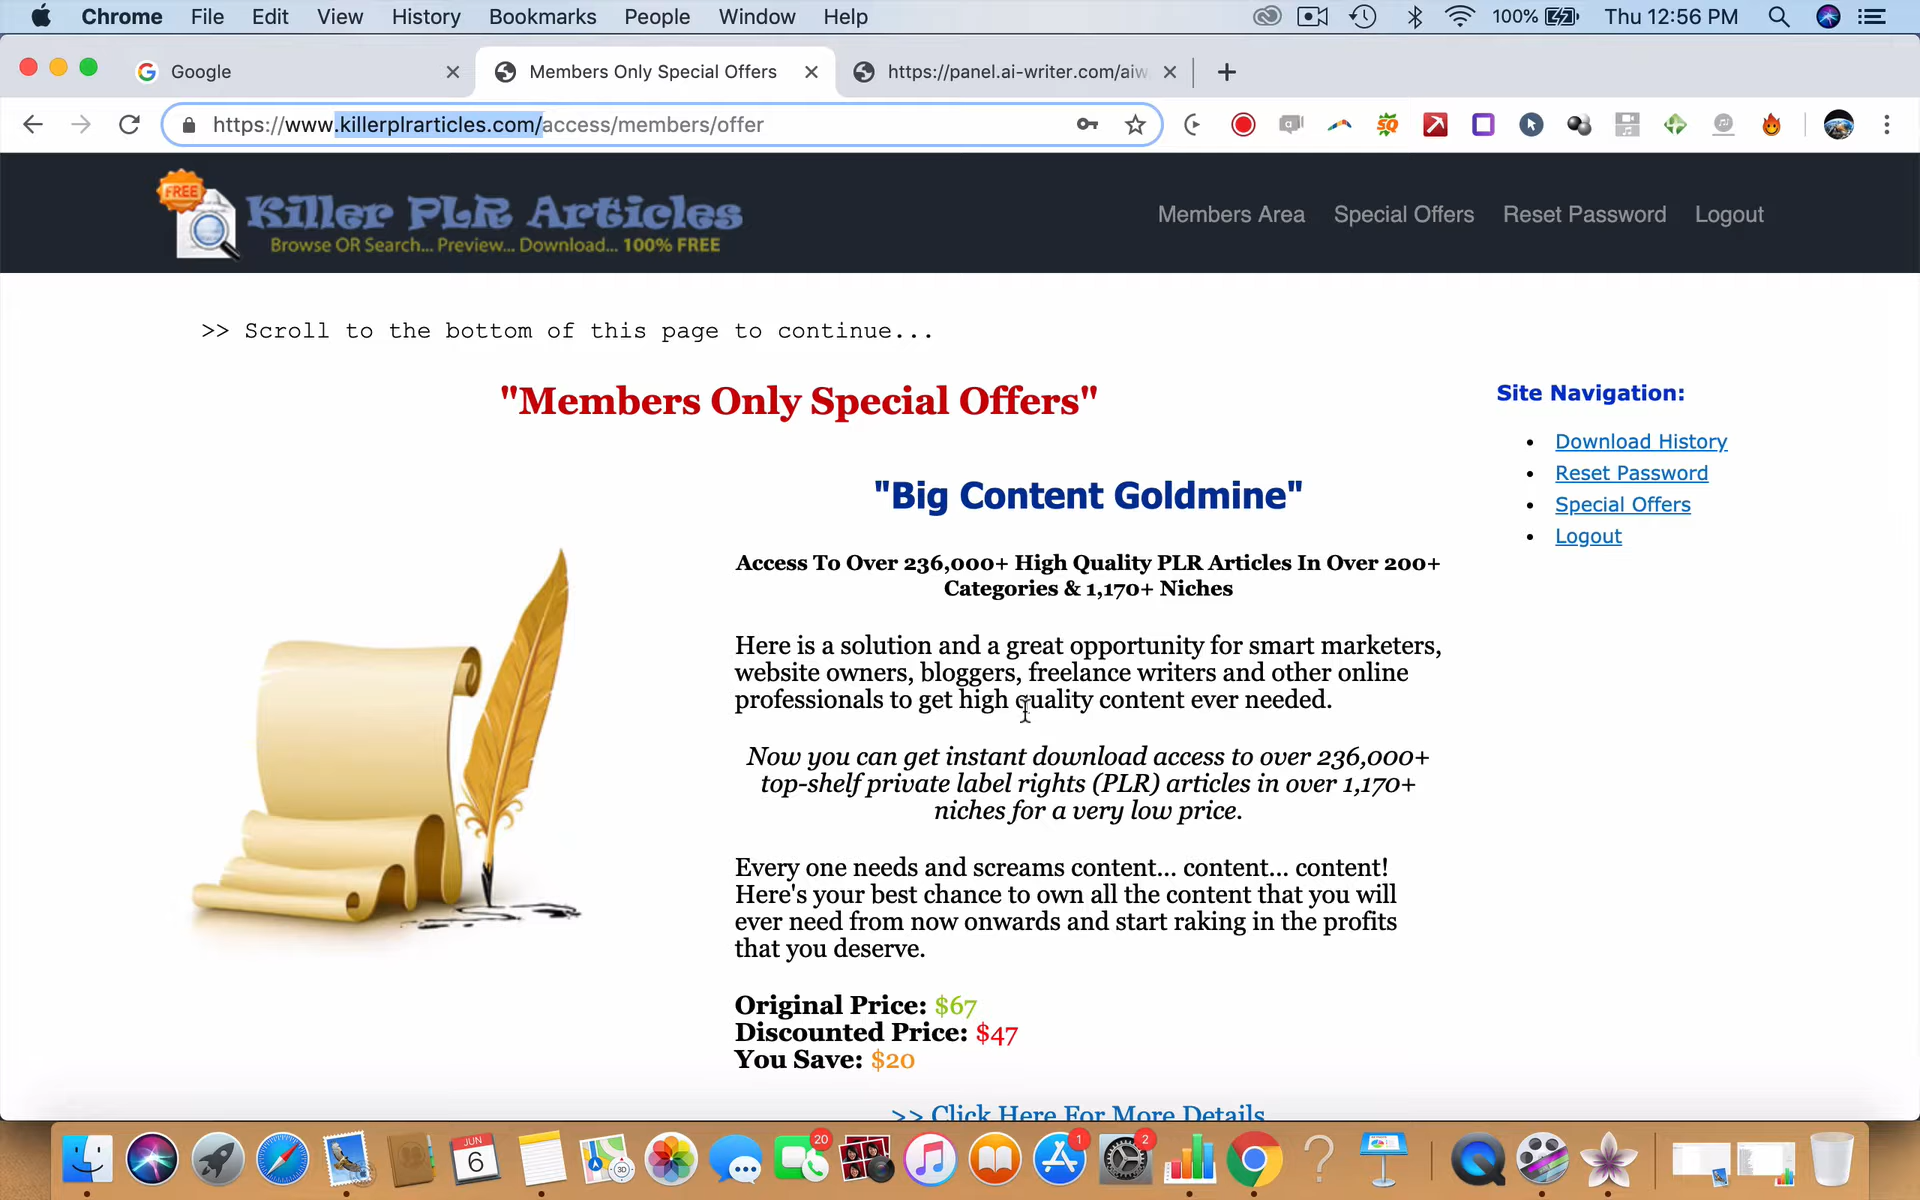 Chrome File Edit View History Bookmarks People Window Help 100% Thu 12:56 PM
Google Members Only Special Offers https://panel.ai-writer.com/aiw
https://www.killerplrarticles.com/access/members/offer
FREE
Killer PLR Articles
Browse OR Search... Preview... Download... 100% FREE
Members Area Special Offers Reset Password Logout
>> Scroll to the bottom of this page to continue...
"Members Only Special Offers"
"Big Content Goldmine"
Access To Over 236,000+ High Quality PLR Articles In Over 200+
Categories & 1,170+ Niches
Here is a solution and a great opportunity for smart marketers,
website owners, bloggers, freelance writers and other online
professionals to get high quality content ever needed.
Now you can get instant download access to over 236,000+
top-shelf private label rights (PLR) articles in over 1,170+
niches for a very low price.
Every one needs and screams content... content... content!
Here's your best chance to own all the content that you will
ever need from now onwards and start raking in the profits
that you deserve.
Original Price: $67
Discounted Price: $47
You Save: $20
>> Click Here For More Details
Site Navigation:
Download History
Reset Password
Special Offers
Logout
JUN
6
3D
20
1
2